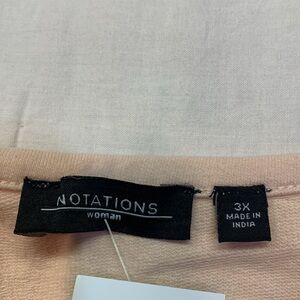 NOTATIONS
woman
3X
MADE IN
INDIA